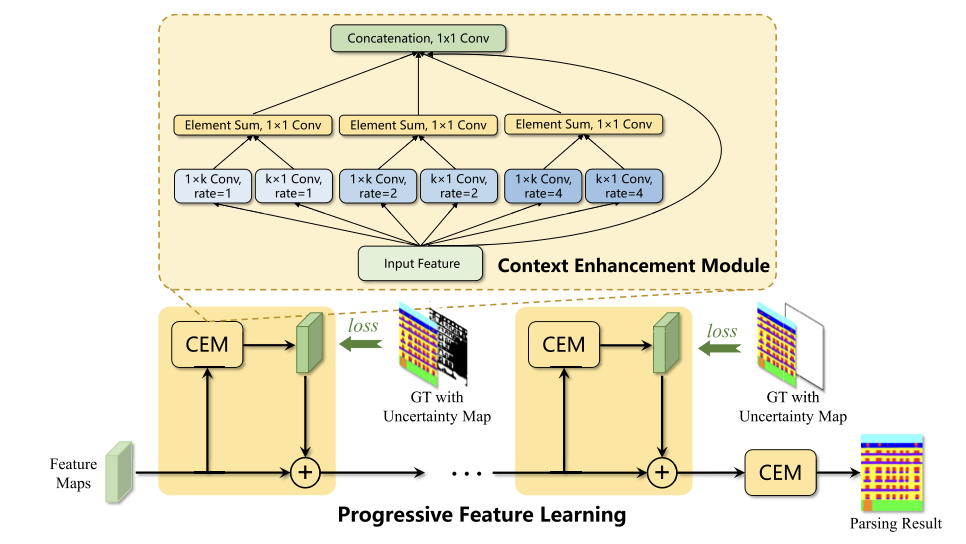 Concatenation, 1x1 Conv
Element Sum, 1×1 Conv
Element Sum, 1×1 Conv
Element Sum, 1×1 Conv
1×k Conv,
rate=1
k×1 Conv,
rate=1
1×k Conv,
rate=2
k×1 Conv,
rate=2
1×k Conv,
rate=4
k×1 Conv,
rate=4
Input Feature
Context Enhancement Module
CEM
loss
GT with
Uncertainty Map
CEM
loss
GT with
Uncertainty Map
Feature
Maps
+
...
+
CEM
Parsing Result
Progressive Feature Learning